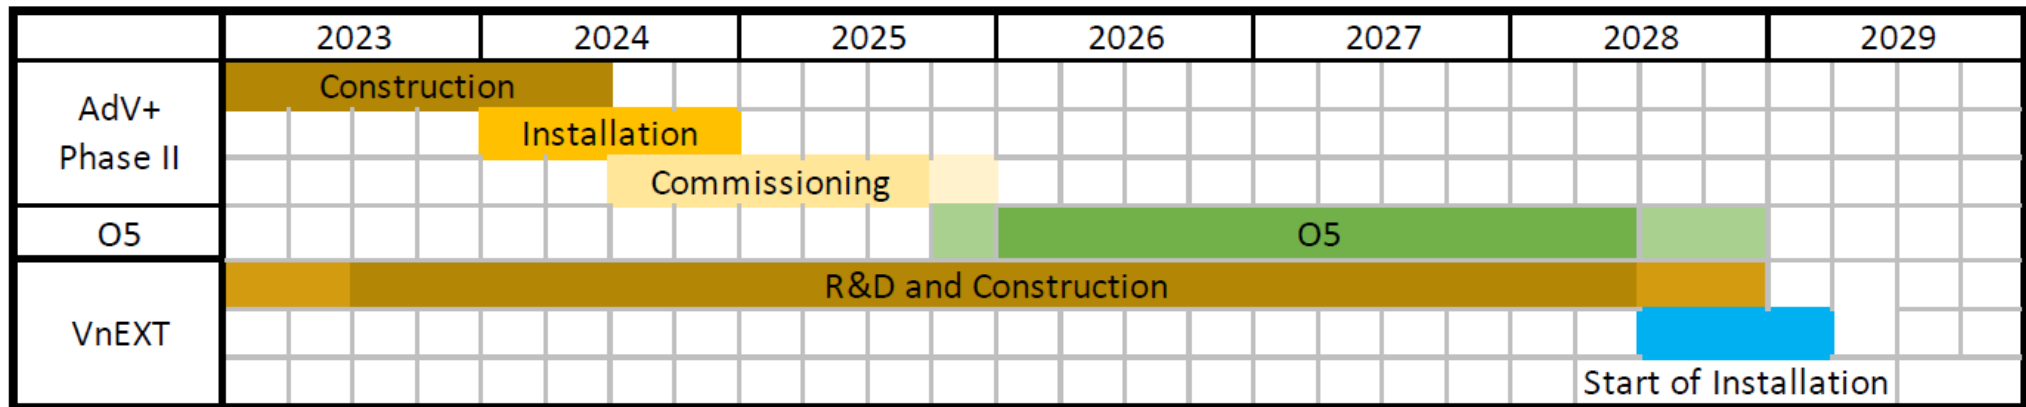 2023 2024 2025 2026 2027 2028 2029
AdV+
Phase II
Construction
Installation
Commissioning
O5 O5
VnEXT
R&D and Construction
Start of Installation